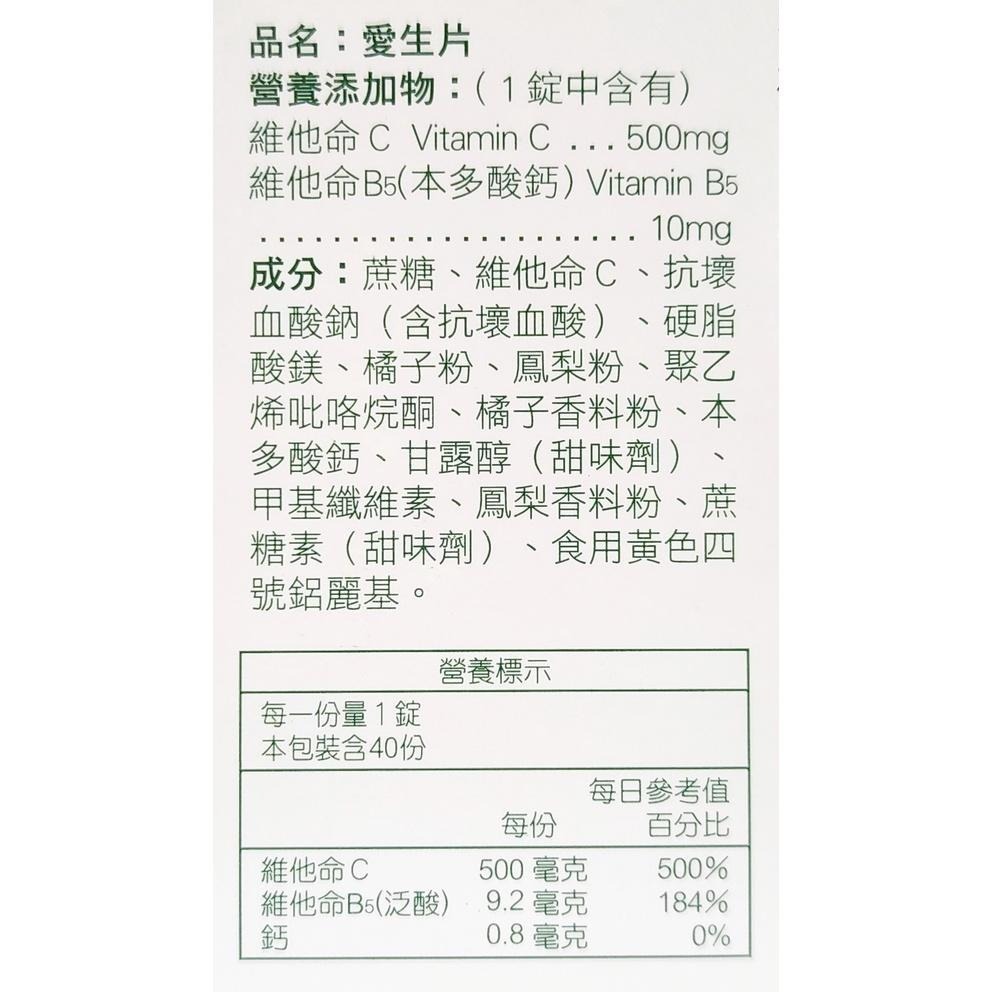 品名：愛生片
營養添加物：（1錠中含有）
維他命C Vitamin C ... 500mg
維他命B5(本多酸鈣) Vitamin B5
..................... 10mg
成分：蔗糖、維他命C、抗壞
血酸鈉（含抗壞血酸）、硬脂
酸鎂、橘子粉、鳳梨粉、聚乙
烯吡咯烷酮、橘子香料粉、本
多酸鈣、甘露醇（甜味劑）、
甲基纖維素、鳳梨香料粉、蔗
糖素（甜味劑）、食用黃色四
號鋁麗基。
營養標示
每一份量1錠
本包裝含40份
每日參考值
每份 百分比
維他命C 500 毫克 500%
維他命B5(泛酸) 9.2 毫克 184%
鈣 0.8 毫克 0%